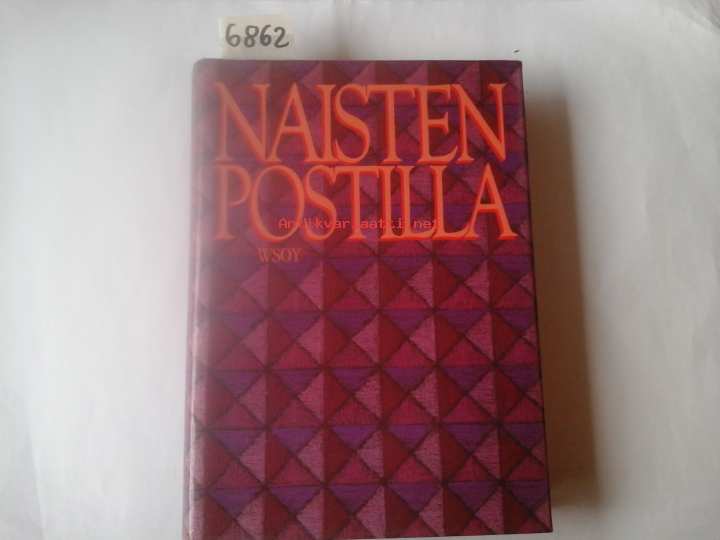 6862
NAISTEN
POSTILLA
Antikvariaatti.net
WSOY